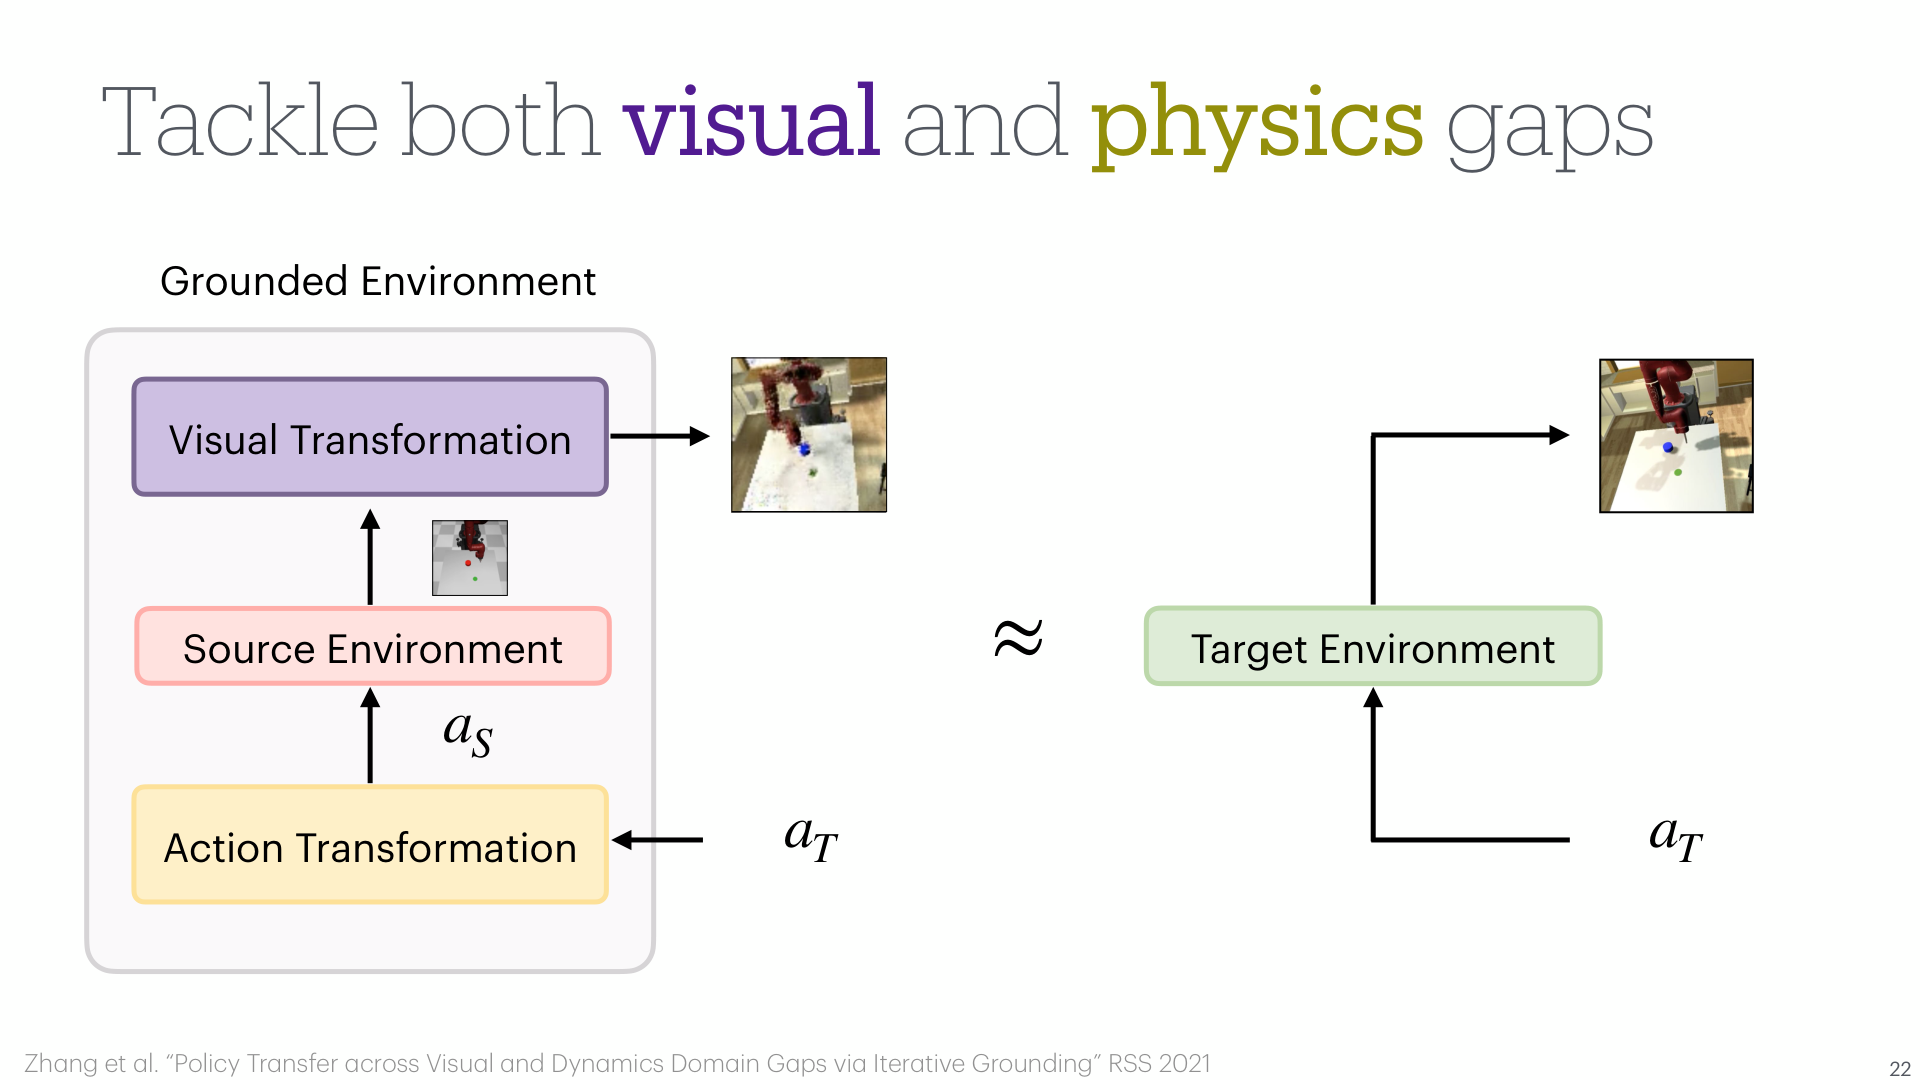 Tackle both visual and physics gaps
Grounded Environment
Visual Transformation
Source Environment
a_S
Action Transformation
a_T
≈
Target Environment
a_T
Zhang et al. “Policy Transfer across Visual and Dynamics Domain Gaps via Iterative Grounding” RSS 2021
22